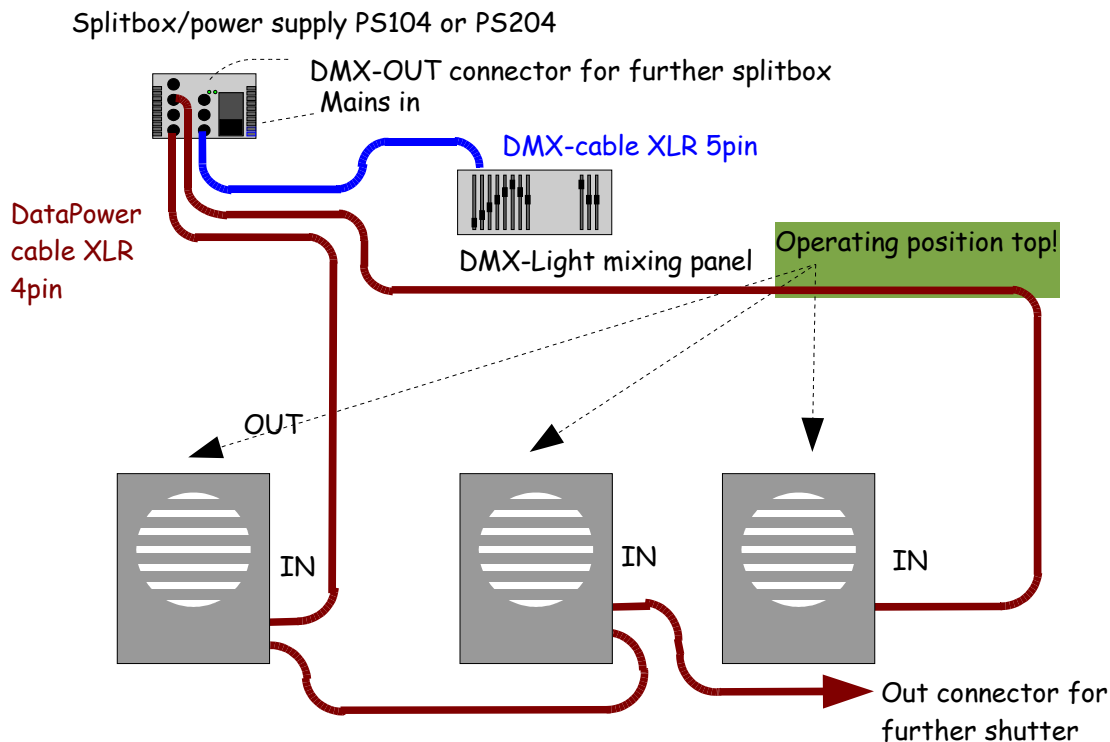 Splitbox/power supply PS104 or PS204
DMX-OUT connector for further splitbox
Mains in
DMX-cable XLR 5pin
DataPower
cable XLR
4pin
DMX-Light mixing panel
Operating position top!
OUT
IN
IN
IN
Out connector for
further shutter